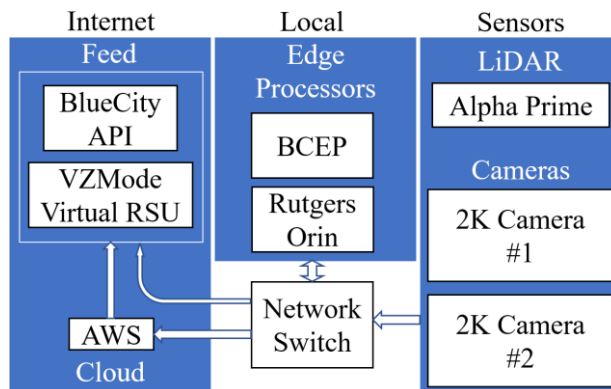 Internet
Feed
BlueCity
API
VZMode
Virtual RSU
AWS
Cloud
Local
Edge
Processors
BCEP
Rutgers
Orin
Network
Switch
Sensors
LiDAR
Alpha Prime
Cameras
2K Camera
#1
2K Camera
#2